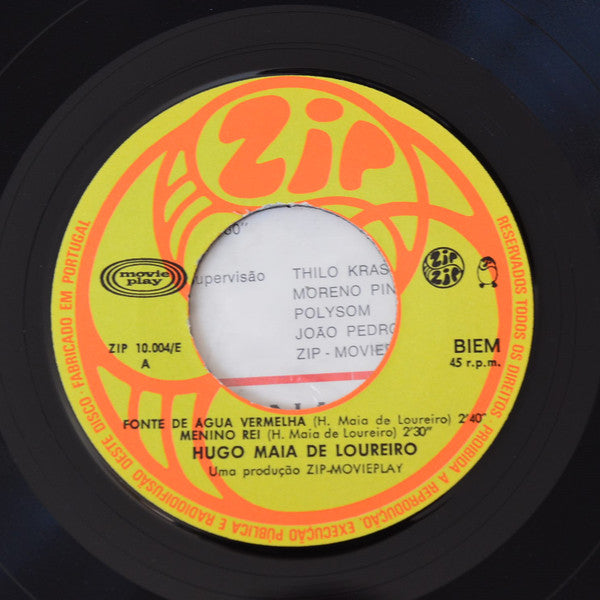 Zip
movie play
ZIP 10.004/E
A
ZIP ZIP
BIEM
45 r.p.m.
30"
upervisão THILO KRAS
MORENO PIN
POLYSOM
JOÃO PEDRO
ZIP - MOVIEP
FONTE DE AGUA VERMELHA (H. Maia de Loureiro) 2'40"
MENINO REI (H. Maia de Loureiro) 2'30"
HUGO MAIA DE LOUREIRO
Uma produção ZIP-MOVIEPLAY
RESERVADOS TODOS OS DIREITOS · PROIBIDA A REPRODUÇÃO, EXECUÇÃO PÚBLICA E RADIODIFUSÃO DESTE DISCO · FABRICADO EM PORTUGAL